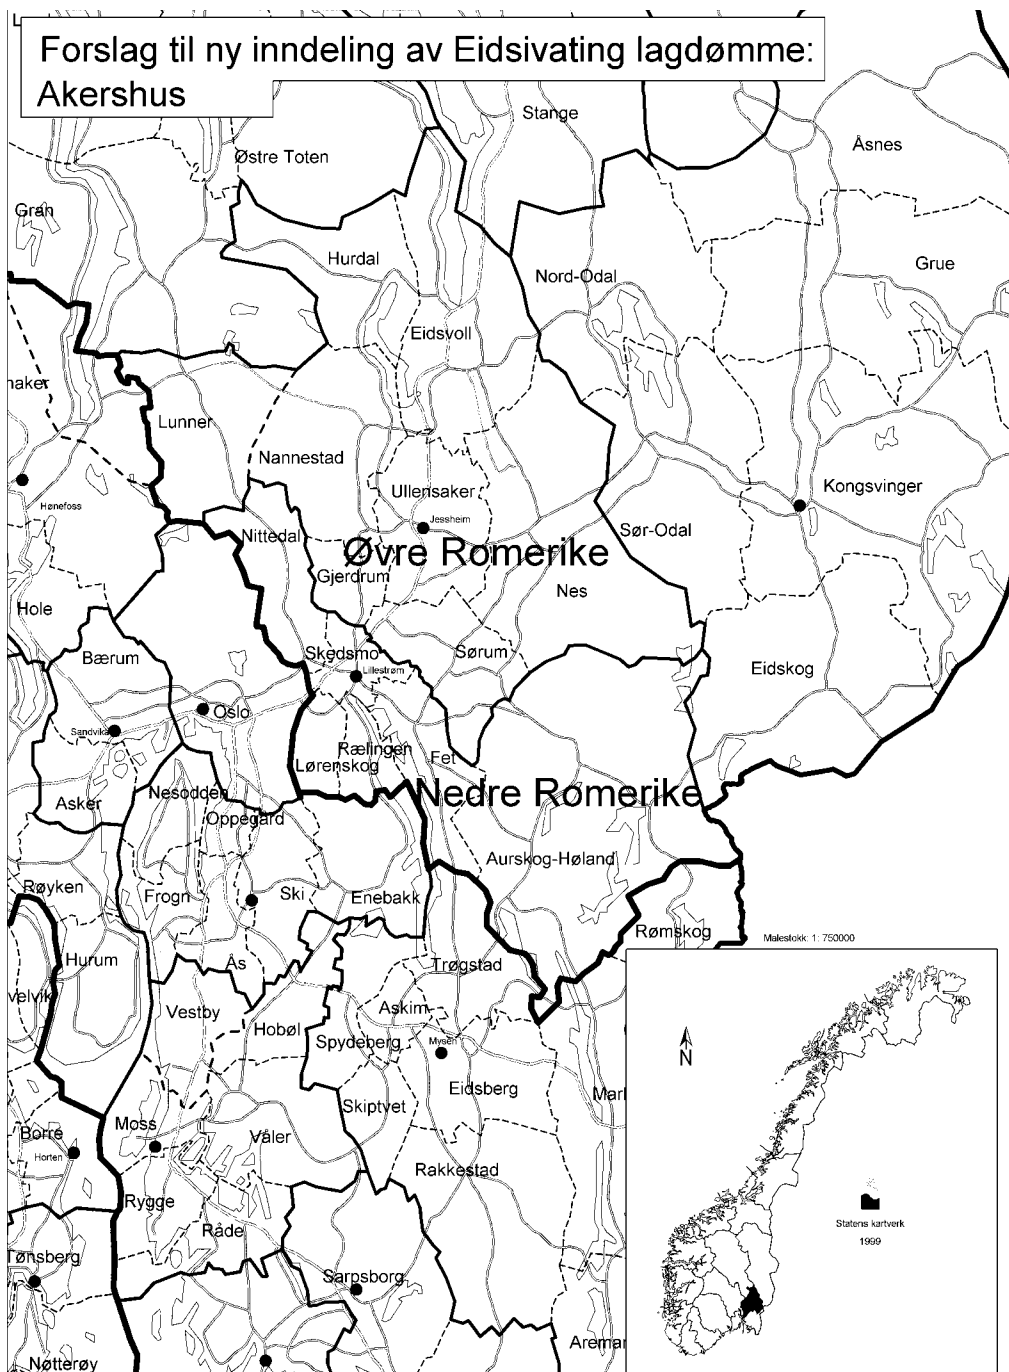 Forslag til ny inndeling av Eidsivating lagdømme:
Akershus
Stange
Åsnes
Østre Toten
Gran
Hurdal
Nord-Odal
Grue
Eidsvoll
naker
Lunner
Nannestad
Ullensaker
Kongsvinger
Hønefoss
Jessheim
Nittedal
Sør-Odal
Øvre Romerike
Gjerdrum
Nes
Hole
Bærum
Skedsmo
Sørum
Lillestrøm
Eidskog
Oslo
Sandvika
Rælingen
Fet
Lørenskog
Nesodden
Nedre Romerike
Asker
Oppegård
Aurskog-Høland
Røyken
Frogn
Ski
Enebakk
Rømskog
Målestokk: 1: 750000
Hurum
Ås
Trøgstad
velvik
Vestby
Askim
Hobøl
Spydeberg
Mysen
N
Eidsberg
Mar
Skiptvet
Moss
Borre
Våler
Horten
Rakkestad
Rygge
Råde
Statens kartverk
1999
Tønsberg
Sarpsborg
Aremar
Nøtterøy